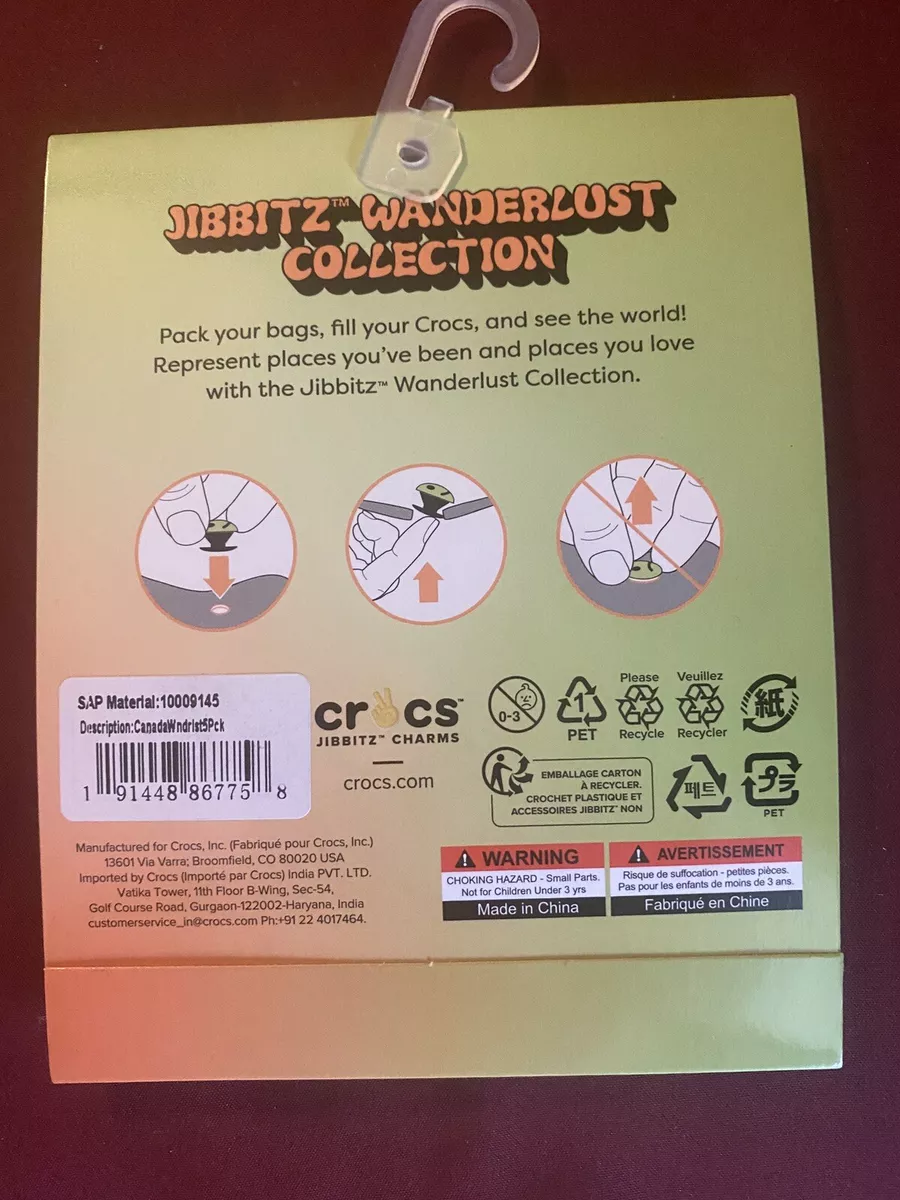 JIBBITZ™ WANDERLUST
COLLECTION
Pack your bags, fill your Crocs, and see the world!
Represent places you've been and places you love
with the Jibbitz™ Wanderlust Collection.
SAP Material:10009145
Description:CanadaWndrlst5Pck
1 91448 86775 8
crocs™
JIBBITZ™ CHARMS
crocs.com
0-3
1
PET
Please
Recycle
Veuillez
Recycler
紙
EMBALLAGE CARTON
À RECYCLER.
CROCHET PLASTIQUE ET
ACCESSOIRES JIBBITZ™ NON
페트
プラ
PET
Manufactured for Crocs, Inc. (Fabriqué pour Crocs, Inc.)
13601 Via Varra; Broomfield, CO 80020 USA
Imported by Crocs (Importé par Crocs) India PVT. LTD.
Vatika Tower, 11th Floor B-Wing, Sec-54,
Golf Course Road, Gurgaon-122002-Haryana, India
customerservice_in@crocs.com Ph:+91 22 4017464.
WARNING
CHOKING HAZARD - Small Parts.
Not for Children Under 3 yrs
Made in China
AVERTISSEMENT
Risque de suffocation - petites pièces.
Pas pour les enfants de moins de 3 ans.
Fabriqué en Chine